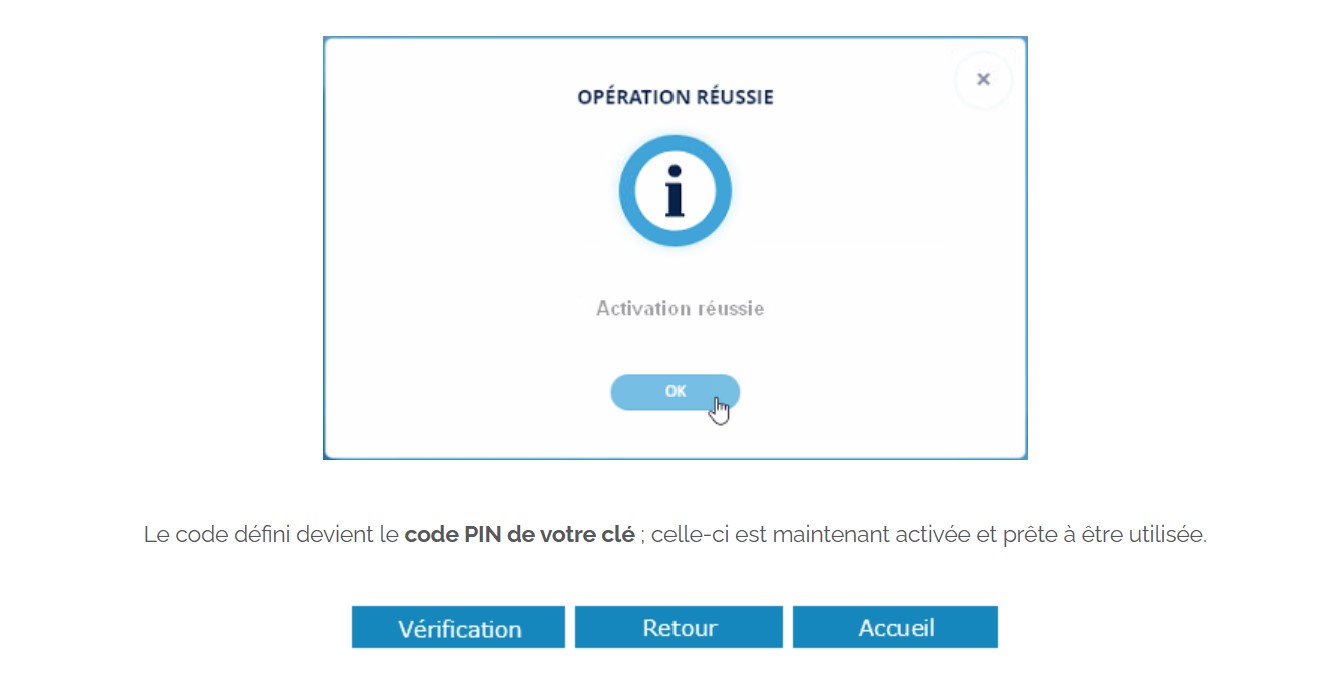 OPÉRATION RÉUSSIE
Activation réussie
OK
Le code défini devient le code PIN de votre clé ; celle-ci est maintenant activée et prête à être utilisée.
Vérification
Retour
Accueil